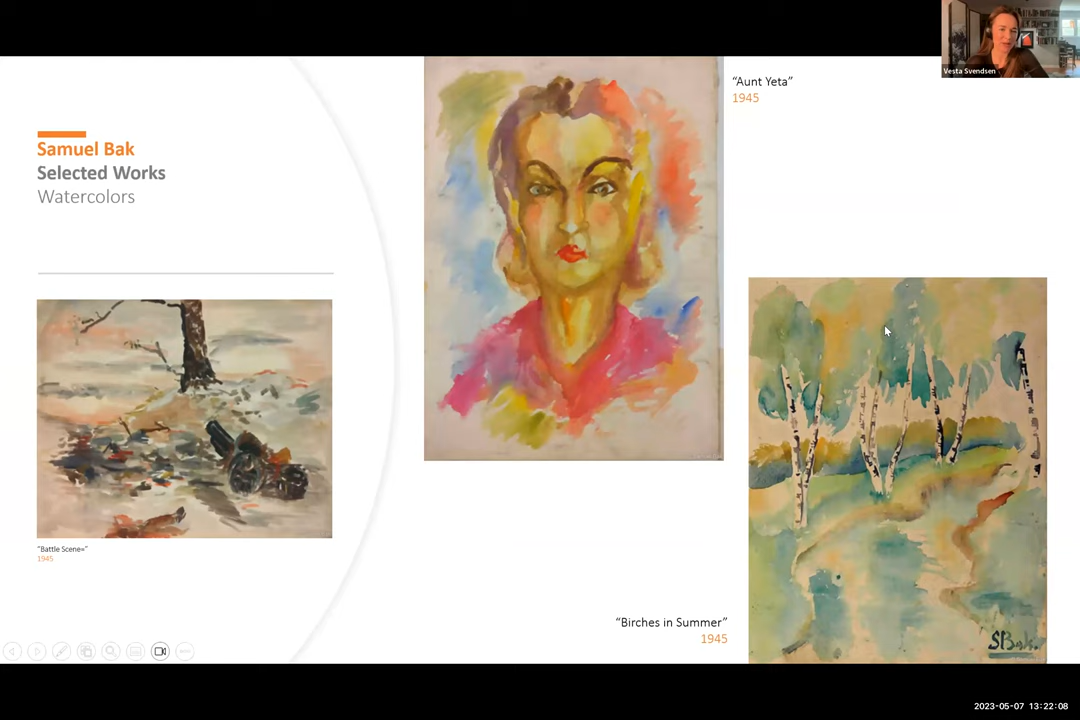 Samuel Bak
Selected Works
Watercolors
"Battle Scene="
1945
"Aunt Yeta"
1945
"Birches in Summer"
1945
SBak.
Vesta Svendsen
2023-05-07 13:22:08